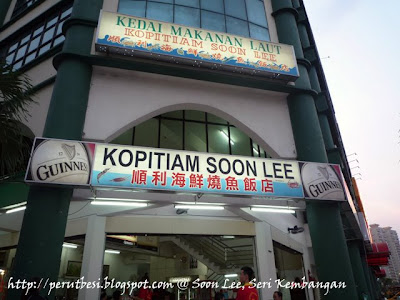 KEDAI MAKANAN LAUT
KOPITIAM SOON LEE
GUINNESS
KOPITIAM SOON LEE
順利海鮮燒魚飯店
GUINNESS
http://perutbesi.blogspot.com @ Soon Lee, Seri Kembangan.